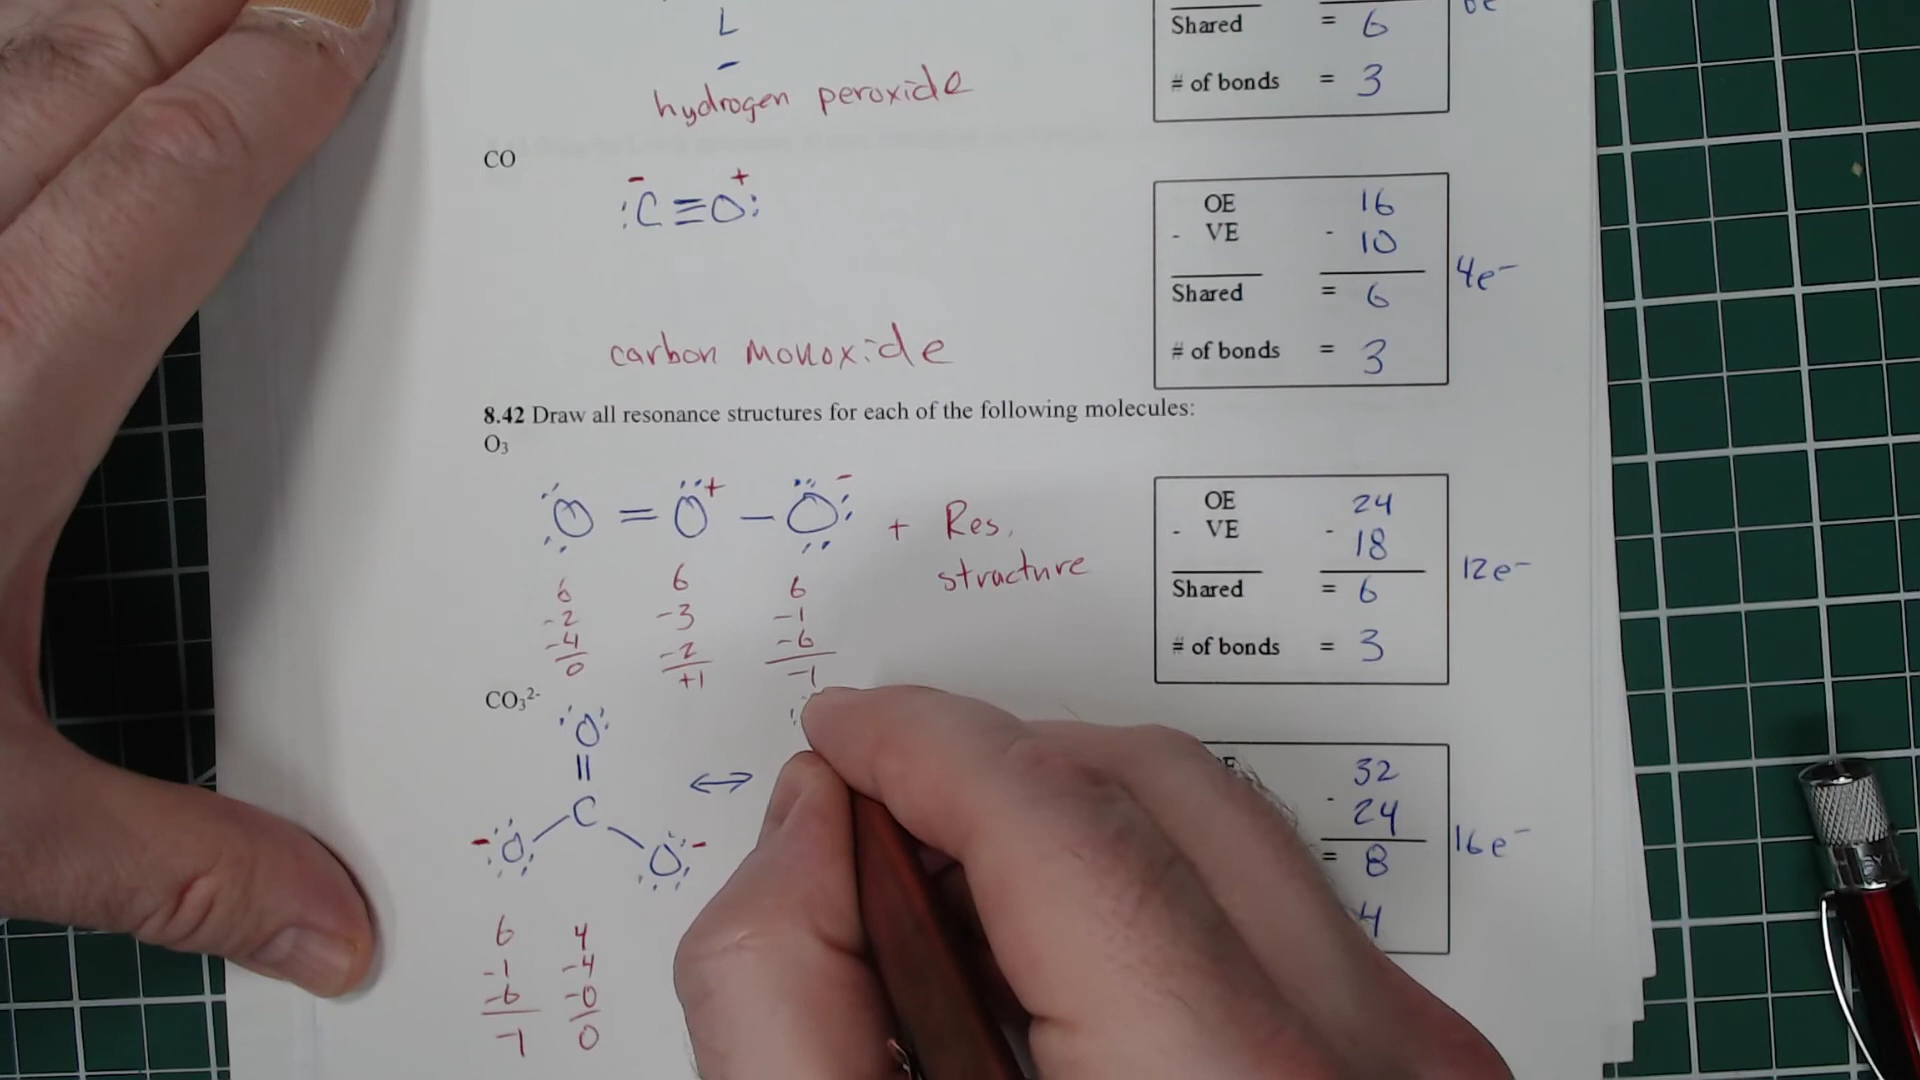 L
hydrogen peroxide
Shared = 6
# of bonds = 3
CO
- +
:C≡O:
OE 16
- VE - 10
Shared = 6
# of bonds = 3
4e⁻
carbon monoxide
8.42 Draw all resonance structures for each of the following molecules:
O₃
O = O⁺ – O⁻ + Res.
structure
6 6 6
-2 -3 -1
-4 -2 -6
0 +1 -1
OE 24
- VE - 18
Shared = 6
# of bonds = 3
12e⁻
CO₃²⁻
O
||
C ↔
- O O -
6 4
-1 -4
-6 -0
-1 0
32
- 24
= 8
4
16e⁻